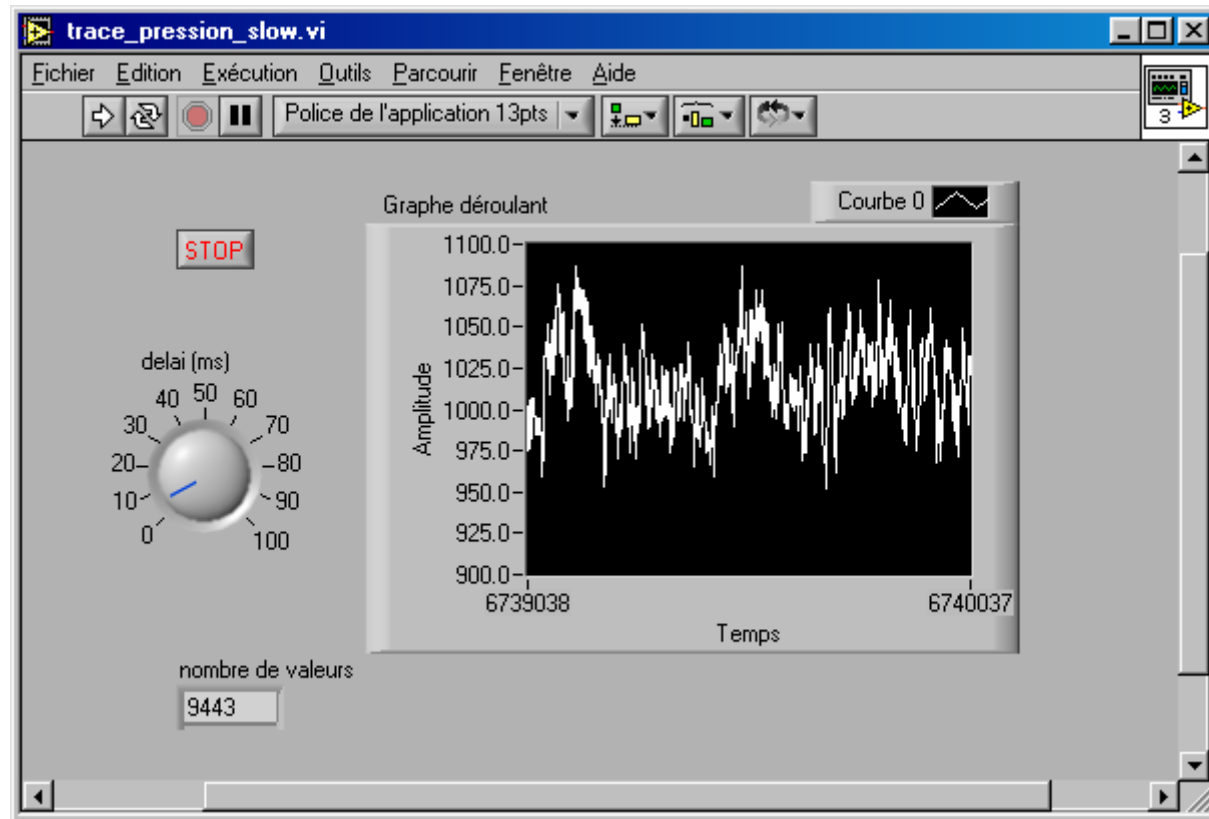 trace_pression_slow.vi
Fichier Edition Exécution Outils Parcourir Fenêtre Aide
Police de l'application 13pts
3
Graphe déroulant
Courbe 0
STOP
1100.0
1075.0
1050.0
1025.0
1000.0
975.0
950.0
925.0
900.0
Amplitude
6739038
6740037
Temps
delai (ms)
0
10
20
30
40
50
60
70
80
90
100
nombre de valeurs
9443